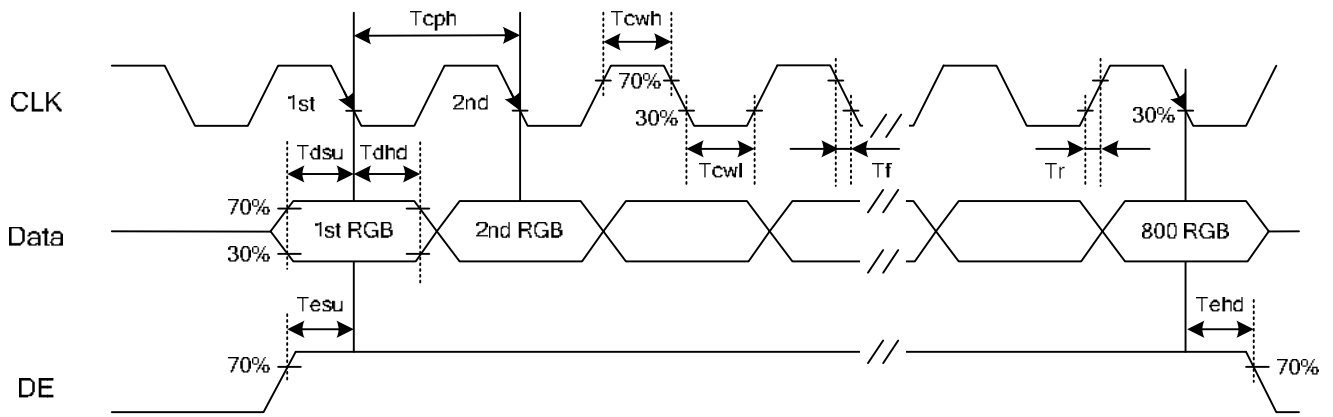 Tcph
Tcwh
CLK
1st
2nd
70%
30%
30%
Tdsu
Tdhd
Tcwl
Tf
Tr
70%
Data
1st RGB
2nd RGB
800 RGB
30%
Tesu
Tehd
70%
70%
DE